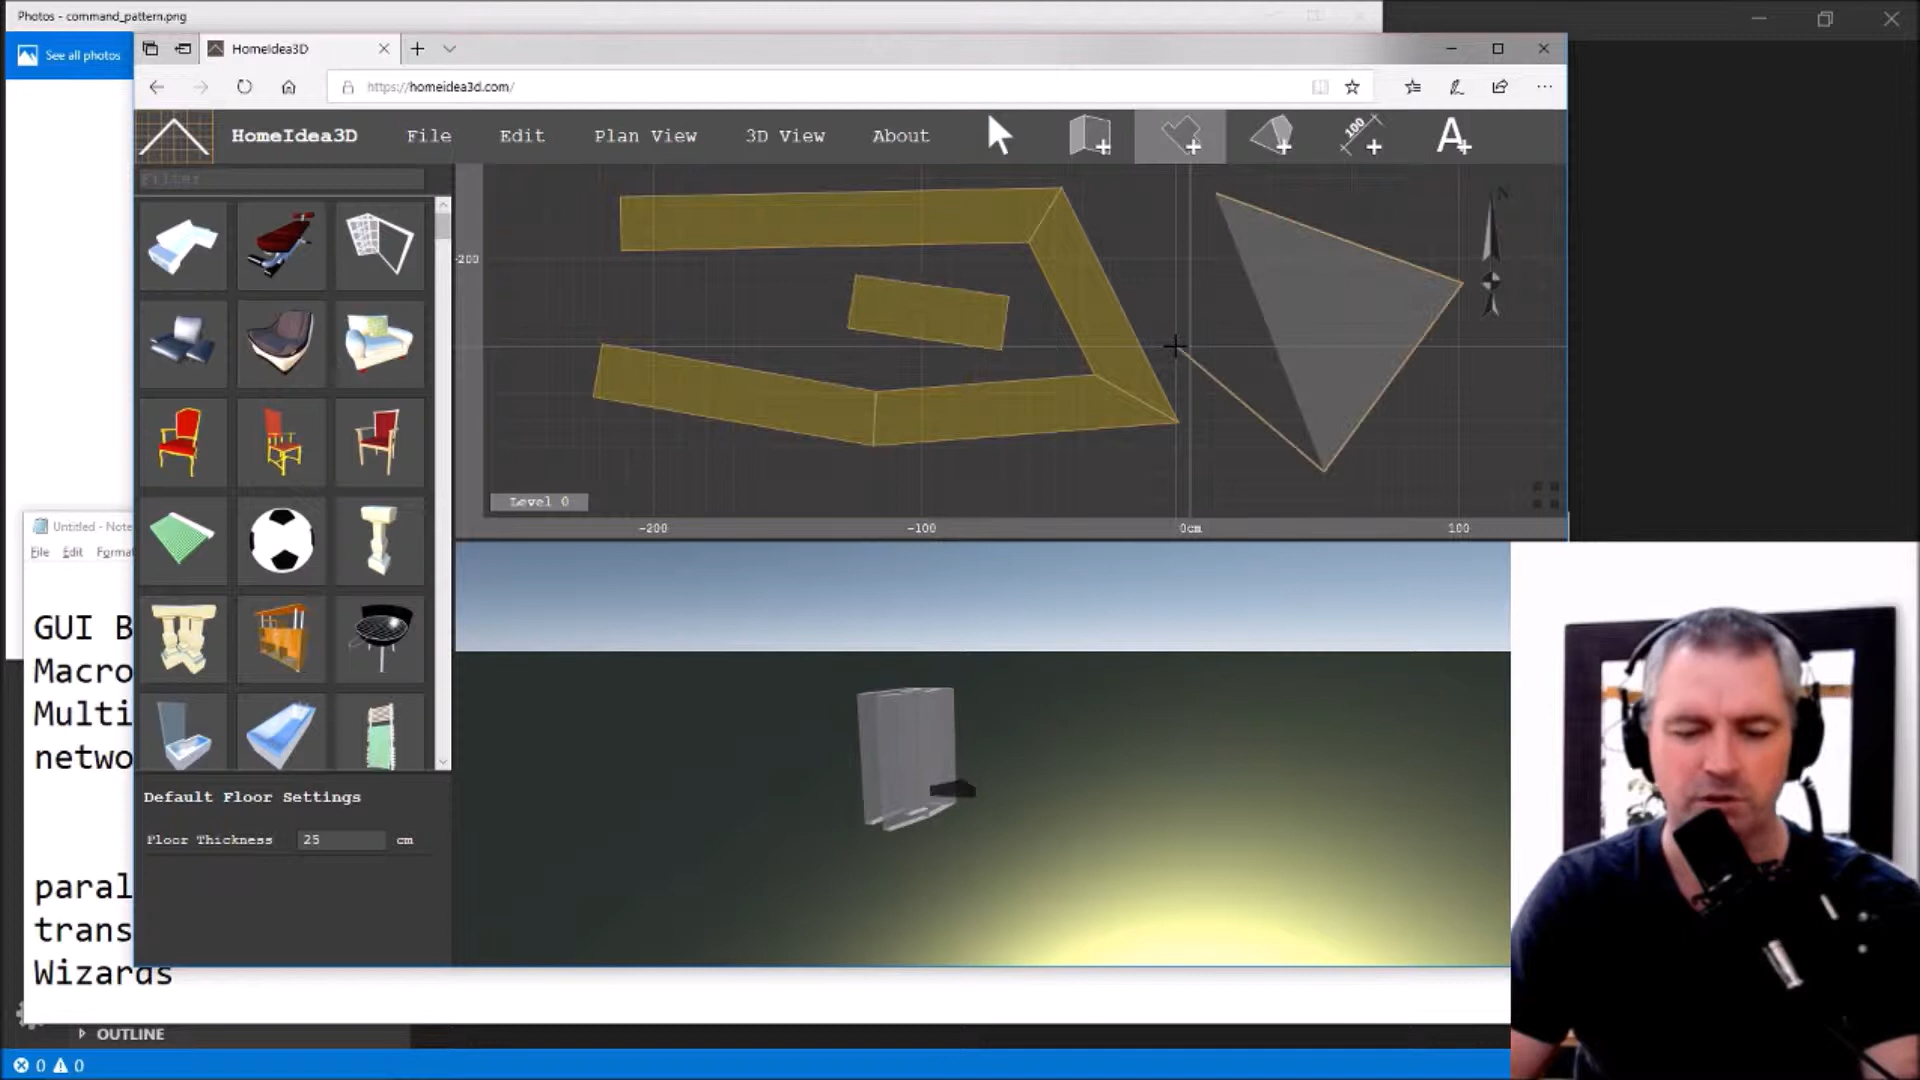 Photos - command_pattern.png
See all photos
HomeIdea3D
https://homeidea3d.com/
HomeIdea3D File Edit Plan View 3D View About
100
A
Filter
N
-200
Level 0
-200 -100 0cm 100
Untitled - Note
File Edit Forma
GUI B
Macro
Multi
netwo
paral
trans
Wizards
Default Floor Settings
Floor Thickness 25 cm
OUTLINE
0 0